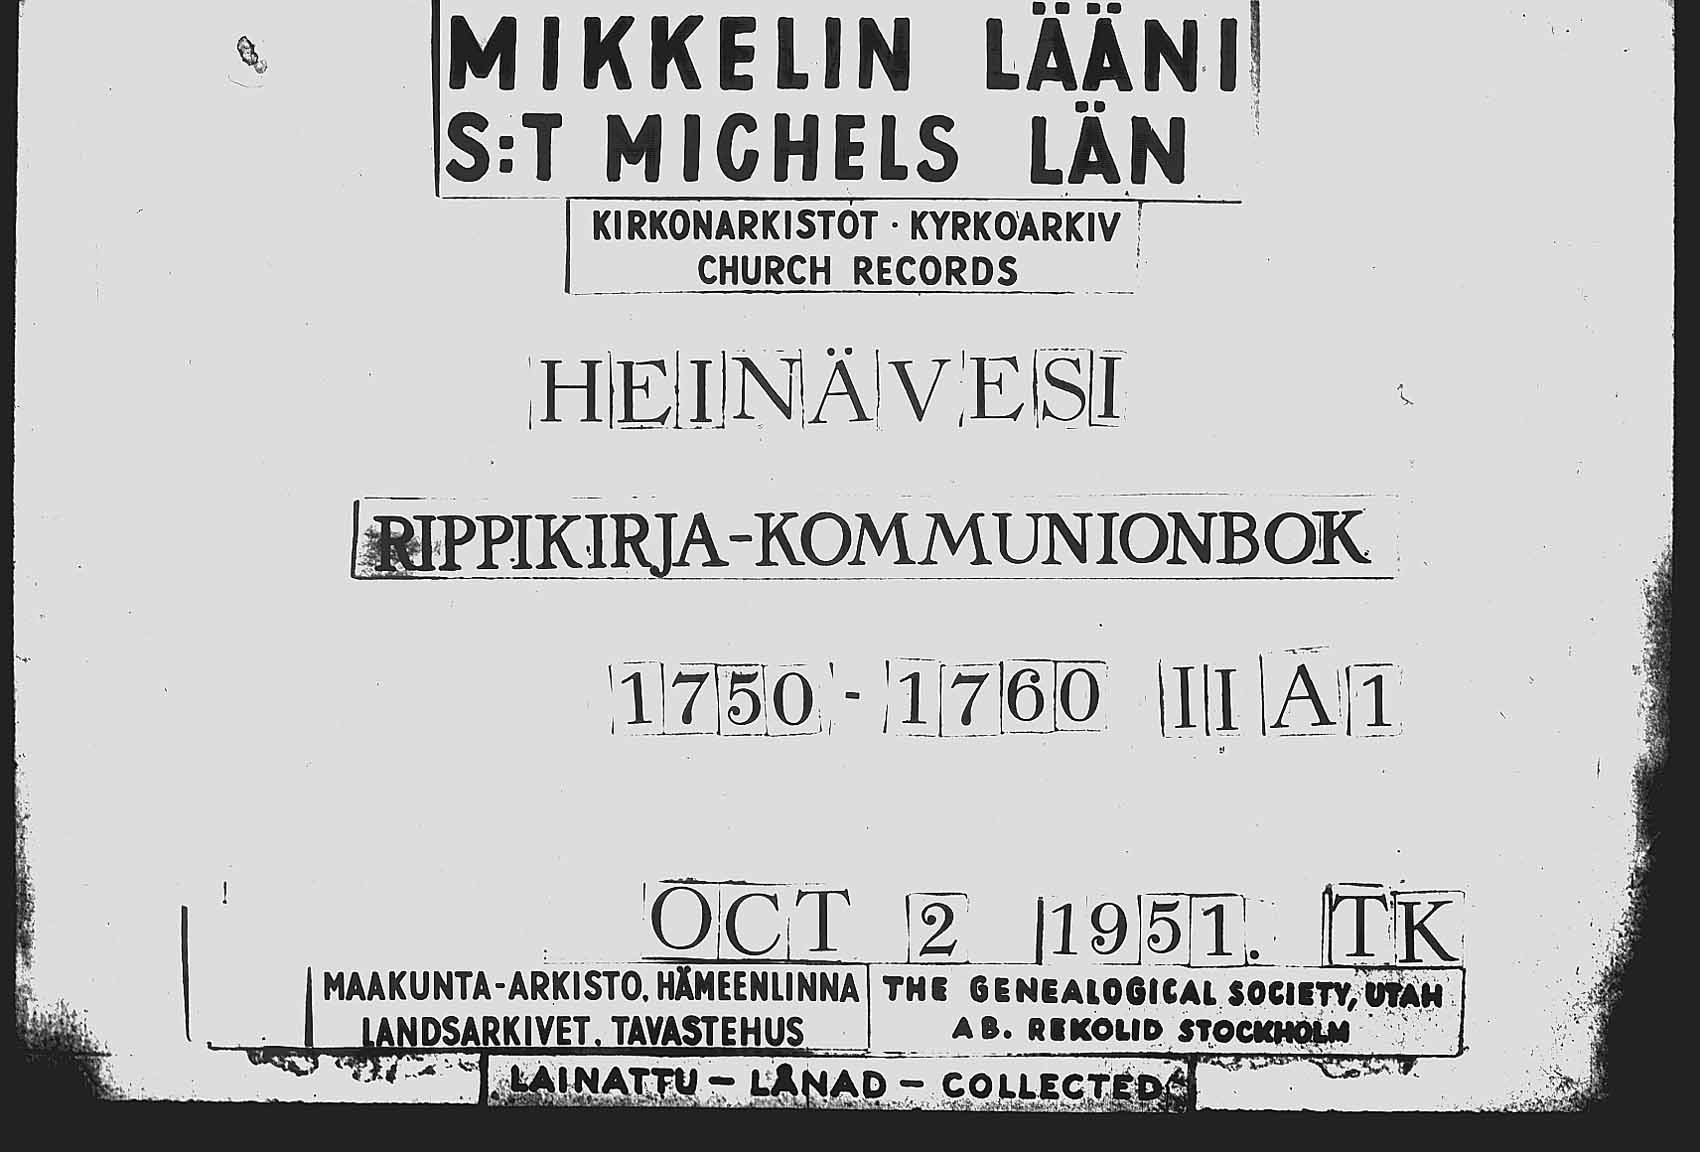 MIKKELIN LÄÄNI
S:T MICHELS LÄN
KIRKONARKISTOT · KYRKOARKIV
CHURCH RECORDS
HEINÄVESI
RIPPIKIRJA-KOMMUNIONBOK
1750 - 1760 II A 1
OCT 2 1951. TK
MAAKUNTA-ARKISTO, HÄMEENLINNA
LANDSARKIVET, TAVASTEHUS
THE GENEALOGICAL SOCIETY, UTAH
AB. REKOLID STOCKHOLM
LAINATTU - LÅNAD - COLLECTED